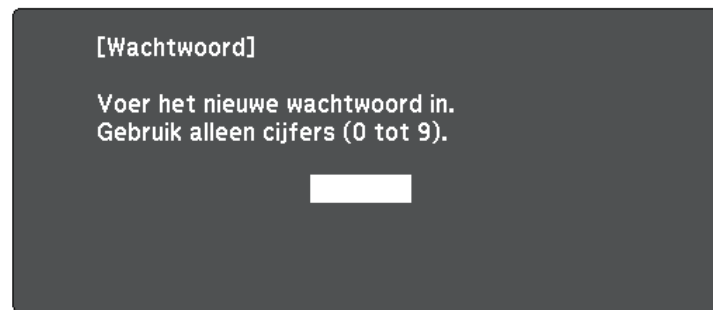 [Wachtwoord]
Voer het nieuwe wachtwoord in.
Gebruik alleen cijfers (0 tot 9).